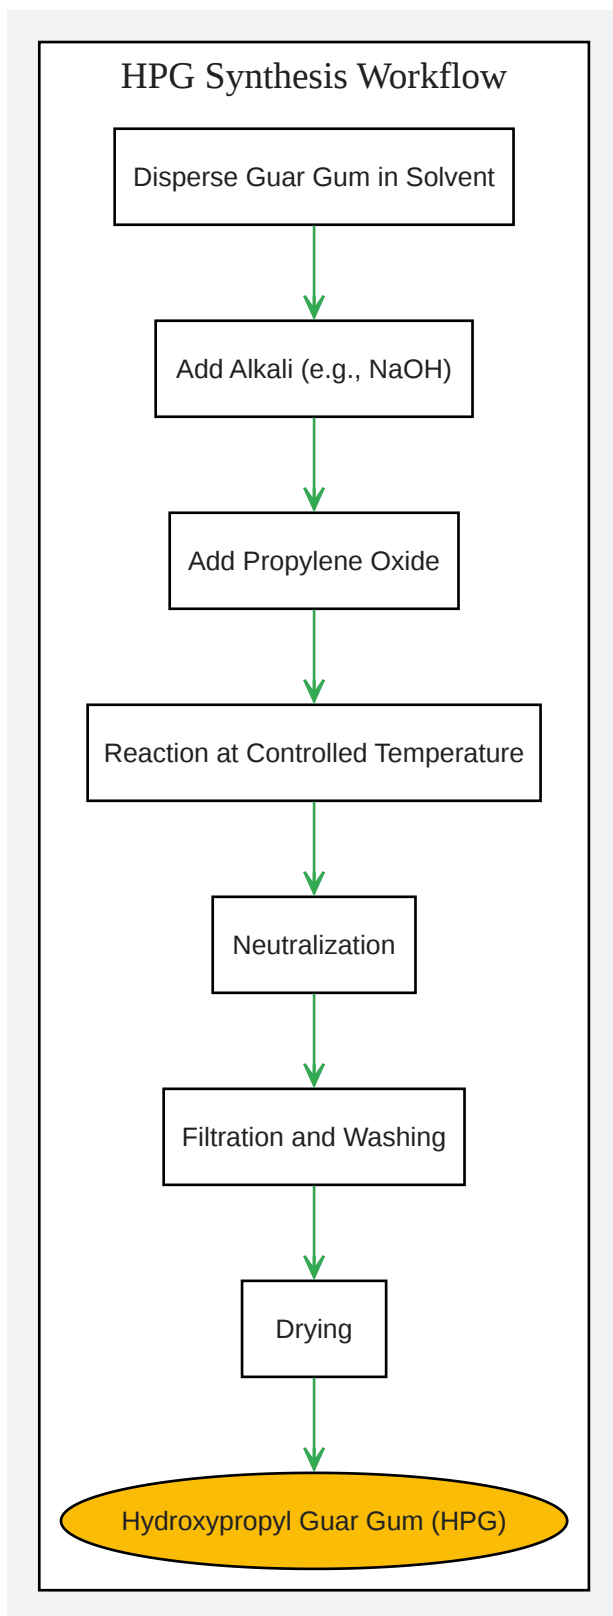 HPG Synthesis Workflow
Disperse Guar Gum in Solvent
Add Alkali (e.g., NaOH)
Add Propylene Oxide
Reaction at Controlled Temperature
Neutralization
Filtration and Washing
Drying
Hydroxypropyl Guar Gum (HPG)